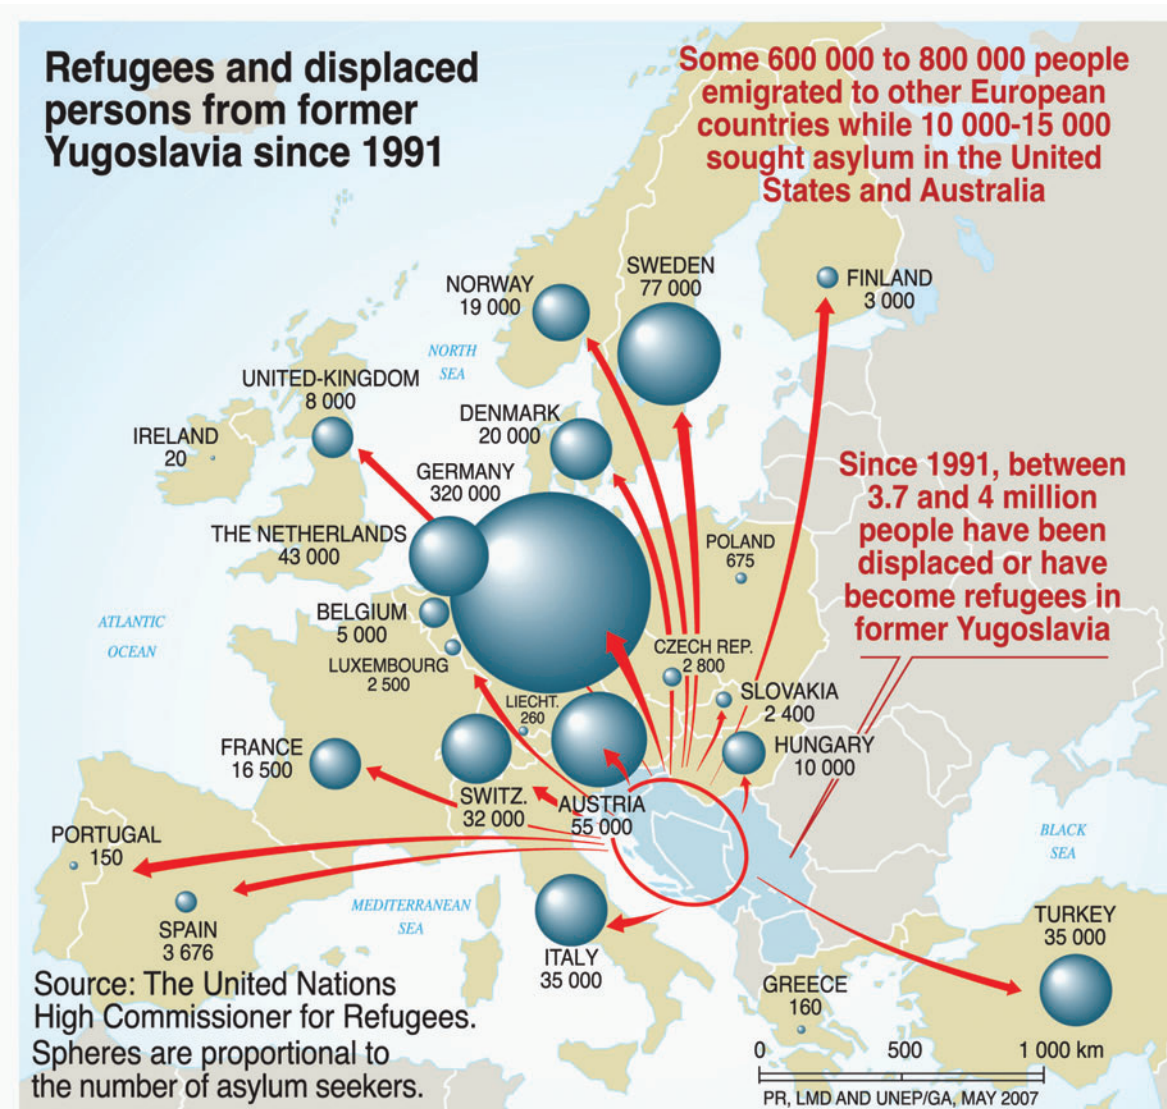 Refugees and displaced
persons from former
Yugoslavia since 1991
Some 600 000 to 800 000 people
emigrated to other European
countries while 10 000-15 000
sought asylum in the United
States and Australia
NORWAY
19 000
SWEDEN
77 000
FINLAND
3 000
NORTH
SEA
UNITED-KINGDOM
8 000
IRELAND
20
DENMARK
20 000
GERMANY
320 000
THE NETHERLANDS
43 000
POLAND
675
Since 1991, between
3.7 and 4 million
people have been
displaced or have
become refugees in
former Yugoslavia
ATLANTIC
OCEAN
BELGIUM
5 000
LUXEMBOURG
2 500
CZECH REP.
2 800
LIECHT.
260
SLOVAKIA
2 400
FRANCE
16 500
HUNGARY
10 000
SWITZ.
32 000
AUSTRIA
55 000
PORTUGAL
150
BLACK
SEA
SPAIN
3 676
MEDITERRANEAN
SEA
ITALY
35 000
TURKEY
35 000
GREECE
160
Source: The United Nations
High Commissioner for Refugees.
Spheres are proportional to
the number of asylum seekers.
0 500 1 000 km
PR, LMD AND UNEP/GA, MAY 2007